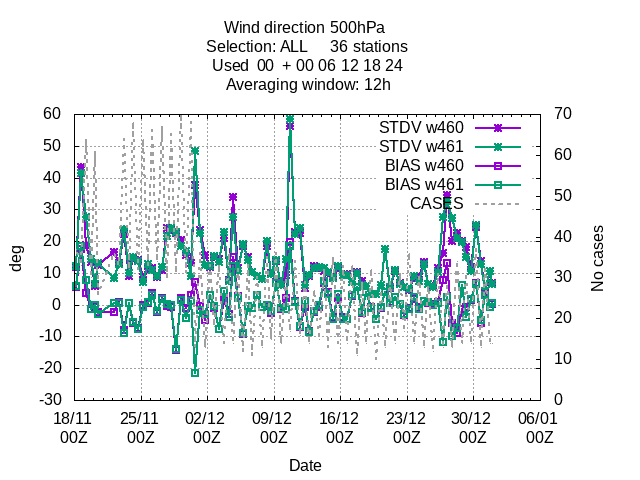 Wind direction 500hPa
Selection: ALL     36 stations
Used  00  + 00 06 12 18 24
Averaging window: 12h
STDV w460
STDV w461
BIAS w460
BIAS w461
CASES
60
50
40
30
20
10
0
-10
-20
-30
deg
70
60
50
40
30
20
10
0
No cases
18/11 25/11 02/12 09/12 16/12 23/12 30/12 06/01
00Z 00Z 00Z 00Z 00Z 00Z 00Z 00Z
Date